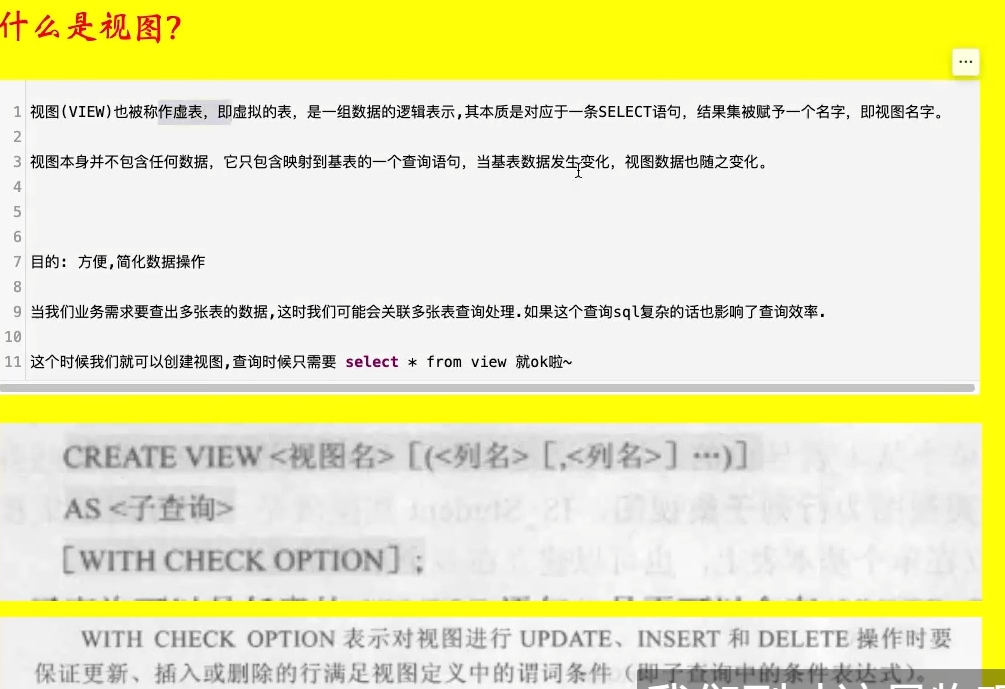 什么是视图?
...
1 视图(VIEW)也被称作虚表，即虚拟的表，是一组数据的逻辑表示,其本质是对应于一条SELECT语句，结果集被赋予一个名字，即视图名字。
2
3 视图本身并不包含任何数据，它只包含映射到基表的一个查询语句，当基表数据发生变化，视图数据也随之变化。
4
5
6
7 目的: 方便,简化数据操作
8
9 当我们业务需求要查出多张表的数据,这时我们可能会关联多张表查询处理.如果这个查询sql复杂的话也影响了查询效率.
10
11 这个时候我们就可以创建视图,查询时候只需要 select * from view 就ok啦~
CREATE VIEW <视图名> [(<列名> [,<列名>] …)]
AS <子查询>
[WITH CHECK OPTION] ;
WITH CHECK OPTION 表示对视图进行 UPDATE、INSERT 和 DELETE 操作时要
保证更新、插入或删除的行满足视图定义中的谓词条件（即子查询中的条件表达式）。